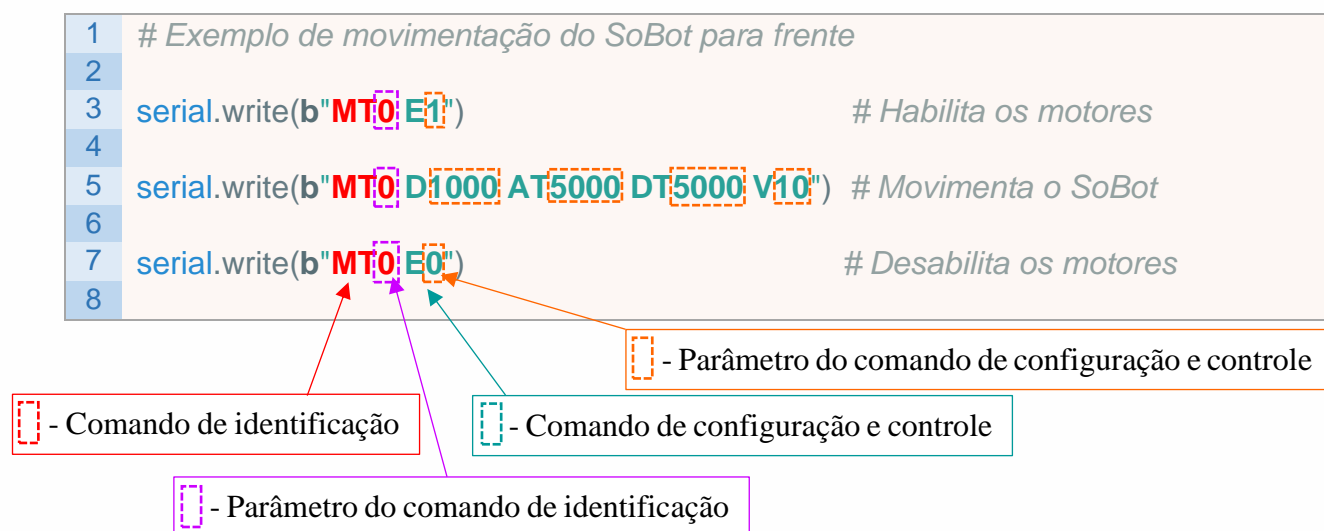 1 # Exemplo de movimentação do SoBot para frente
2
3 serial.write(b"MT0 E1") # Habilita os motores
4
5 serial.write(b"MT0 D1000 AT5000 DT5000 V10") # Movimenta o SoBot
6
7 serial.write(b"MT0 E0") # Desabilita os motores
8
- Parâmetro do comando de configuração e controle
- Comando de identificação
- Comando de configuração e controle
- Parâmetro do comando de identificação